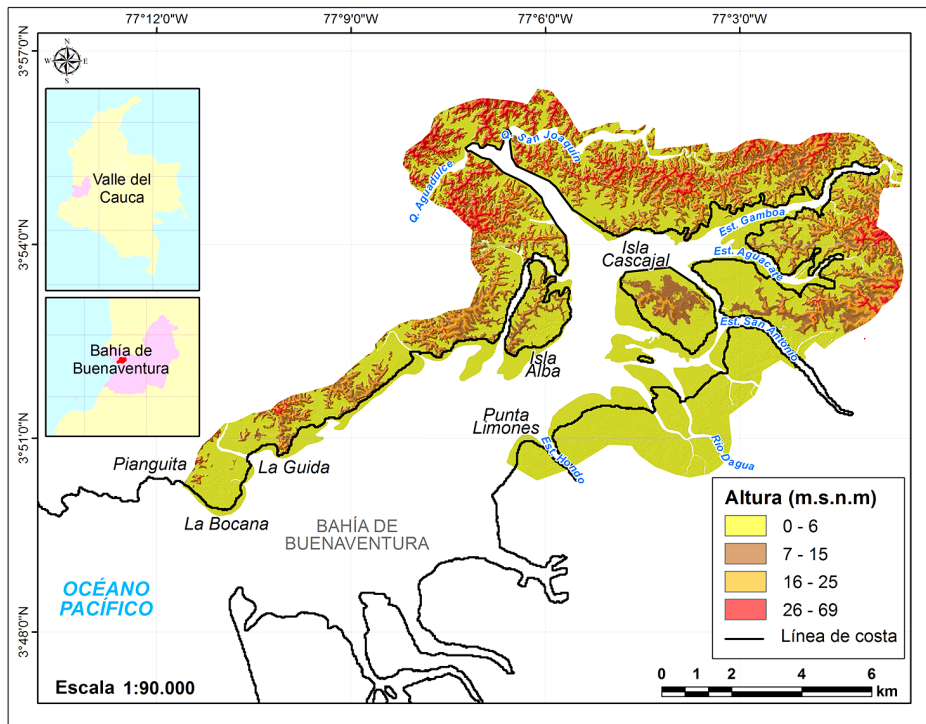 77°12'0"W
77°9'0"W
77°6'0"W
77°3'0"W
3°57'0"N
3°54'0"N
3°51'0"N
3°48'0"N
N
W
E
S
Valle del
Cauca
Bahía de
Buenaventura
Q. San Joaquín
Q. Aguadulce
Est. Gamboa
Isla
Cascajal
Est. Aguacate
Est. San Antonio
Isla
Alba
Punta
Limones
Est. Hondo
Río Dagua
Pianguita
La Guida
La Bocana
BAHÍA DE
BUENAVENTURA
OCÉANO
PACÍFICO
Altura (m.s.n.m)
0 - 6
7 - 15
16 - 25
26 - 69
Línea de costa
Escala 1:90.000
0 1 2 4 6
km